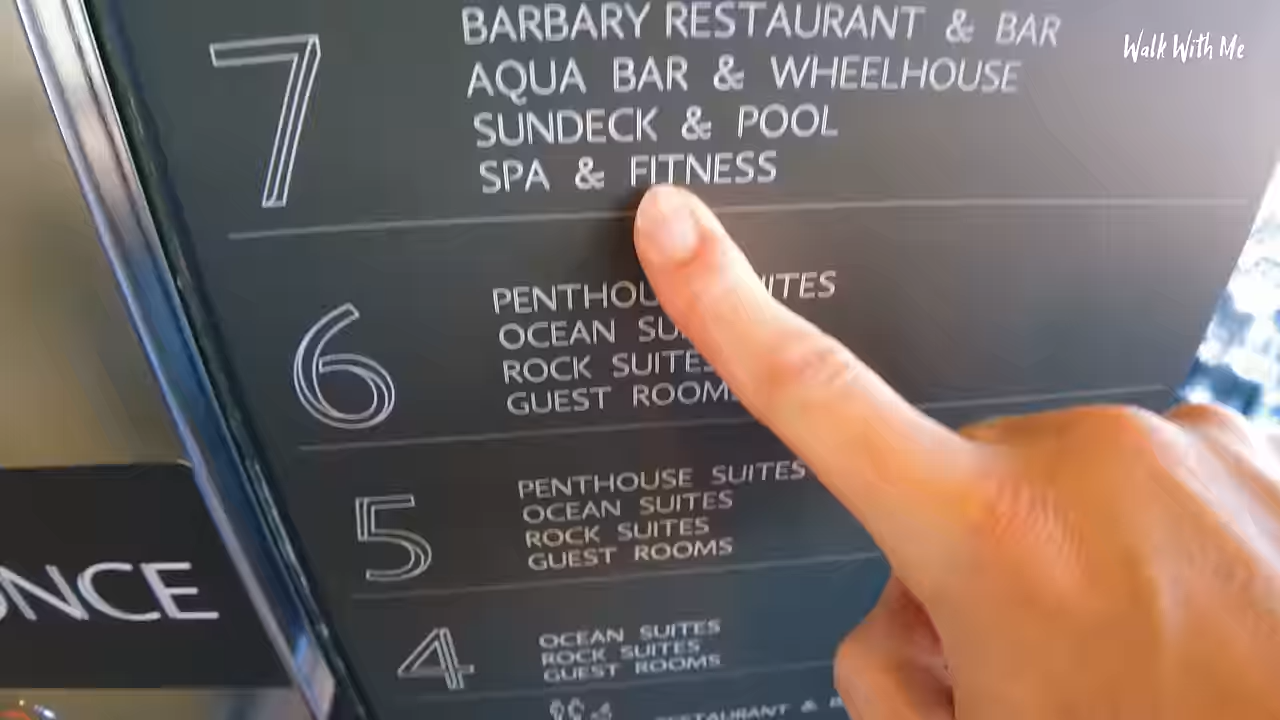 Walk With Me
7
BARBARY RESTAURANT & BAR
AQUA BAR & WHEELHOUSE
SUNDECK & POOL
SPA & FITNESS
6
OCEAN
ROCK SUITES
GUEST ROOMS
5
PENTHOUSE SUITES
OCEAN SUITES
ROCK SUITES
GUEST ROOMS
4
OCEAN SUITES
ROCK SUITES
GUEST ROOMS
&